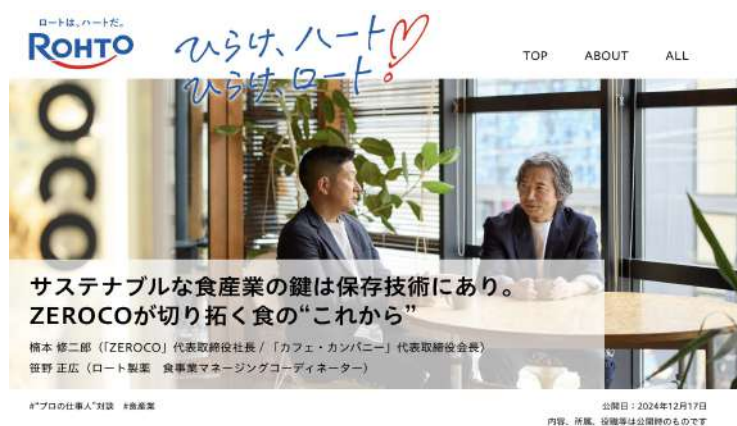 ロートは、ハートだ。
ROHTO
ひらけ、ハート
ひらけ、ロート!
TOP ABOUT ALL
OCO
サステナブルな食産業の鍵は保存技術にあり。
ZEROCOが切り拓く食の“これから”
楠本 修二郎（「ZEROCO」代表取締役社長 / 「カフェ・カンパニー」代表取締役会長）
笹野 正広（ロート製薬　食事業マネージングコーディネーター）
#“プロの仕事人”対談 #食産業
公開日：2024年12月17日
内容、所属、役職等は公開時のものです